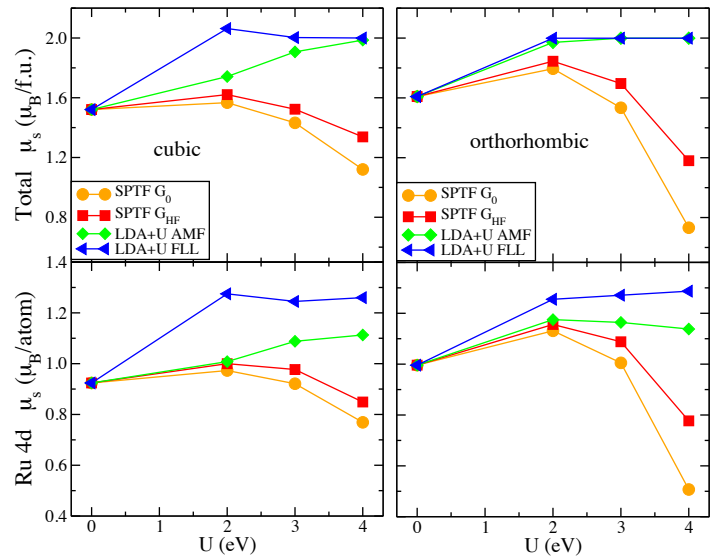 Total μs (μB/f.u.)
2.0
1.6
1.2
0.8
cubic
SPTF G0
SPTF GHF
LDA+U AMF
LDA+U FLL
orthorhombic
SPTF G0
SPTF GHF
LDA+U AMF
LDA+U FLL
Ru 4d μs (μB/atom)
1.4
1.2
1.0
0.8
0.6
0.4
0 1 2 3 4
U (eV)
0 1 2 3 4
U (eV)